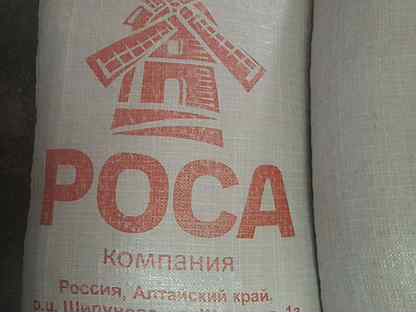 РОСА
компания
Россия, Алтайский край.
р.ц.